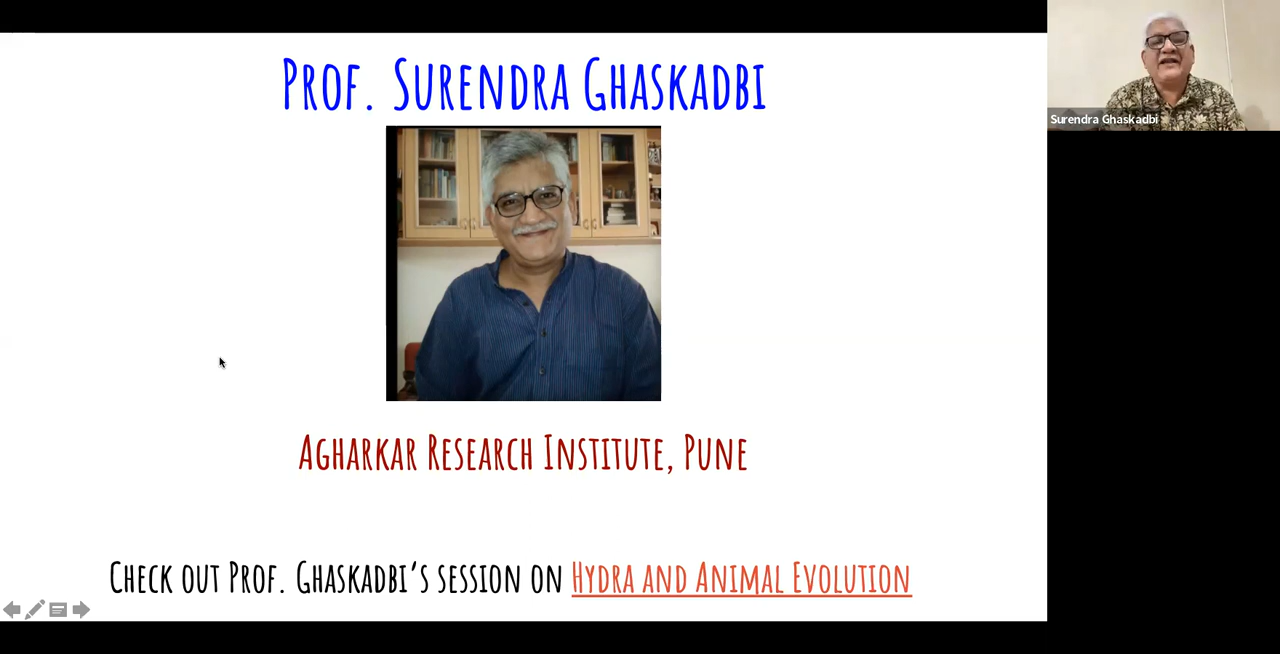 Prof. Surendra Ghaskadbi
Surendra Ghaskadbi
Agharkar Research Institute, Pune
Check out Prof. Ghaskadbi's session on Hydra and Animal Evolution